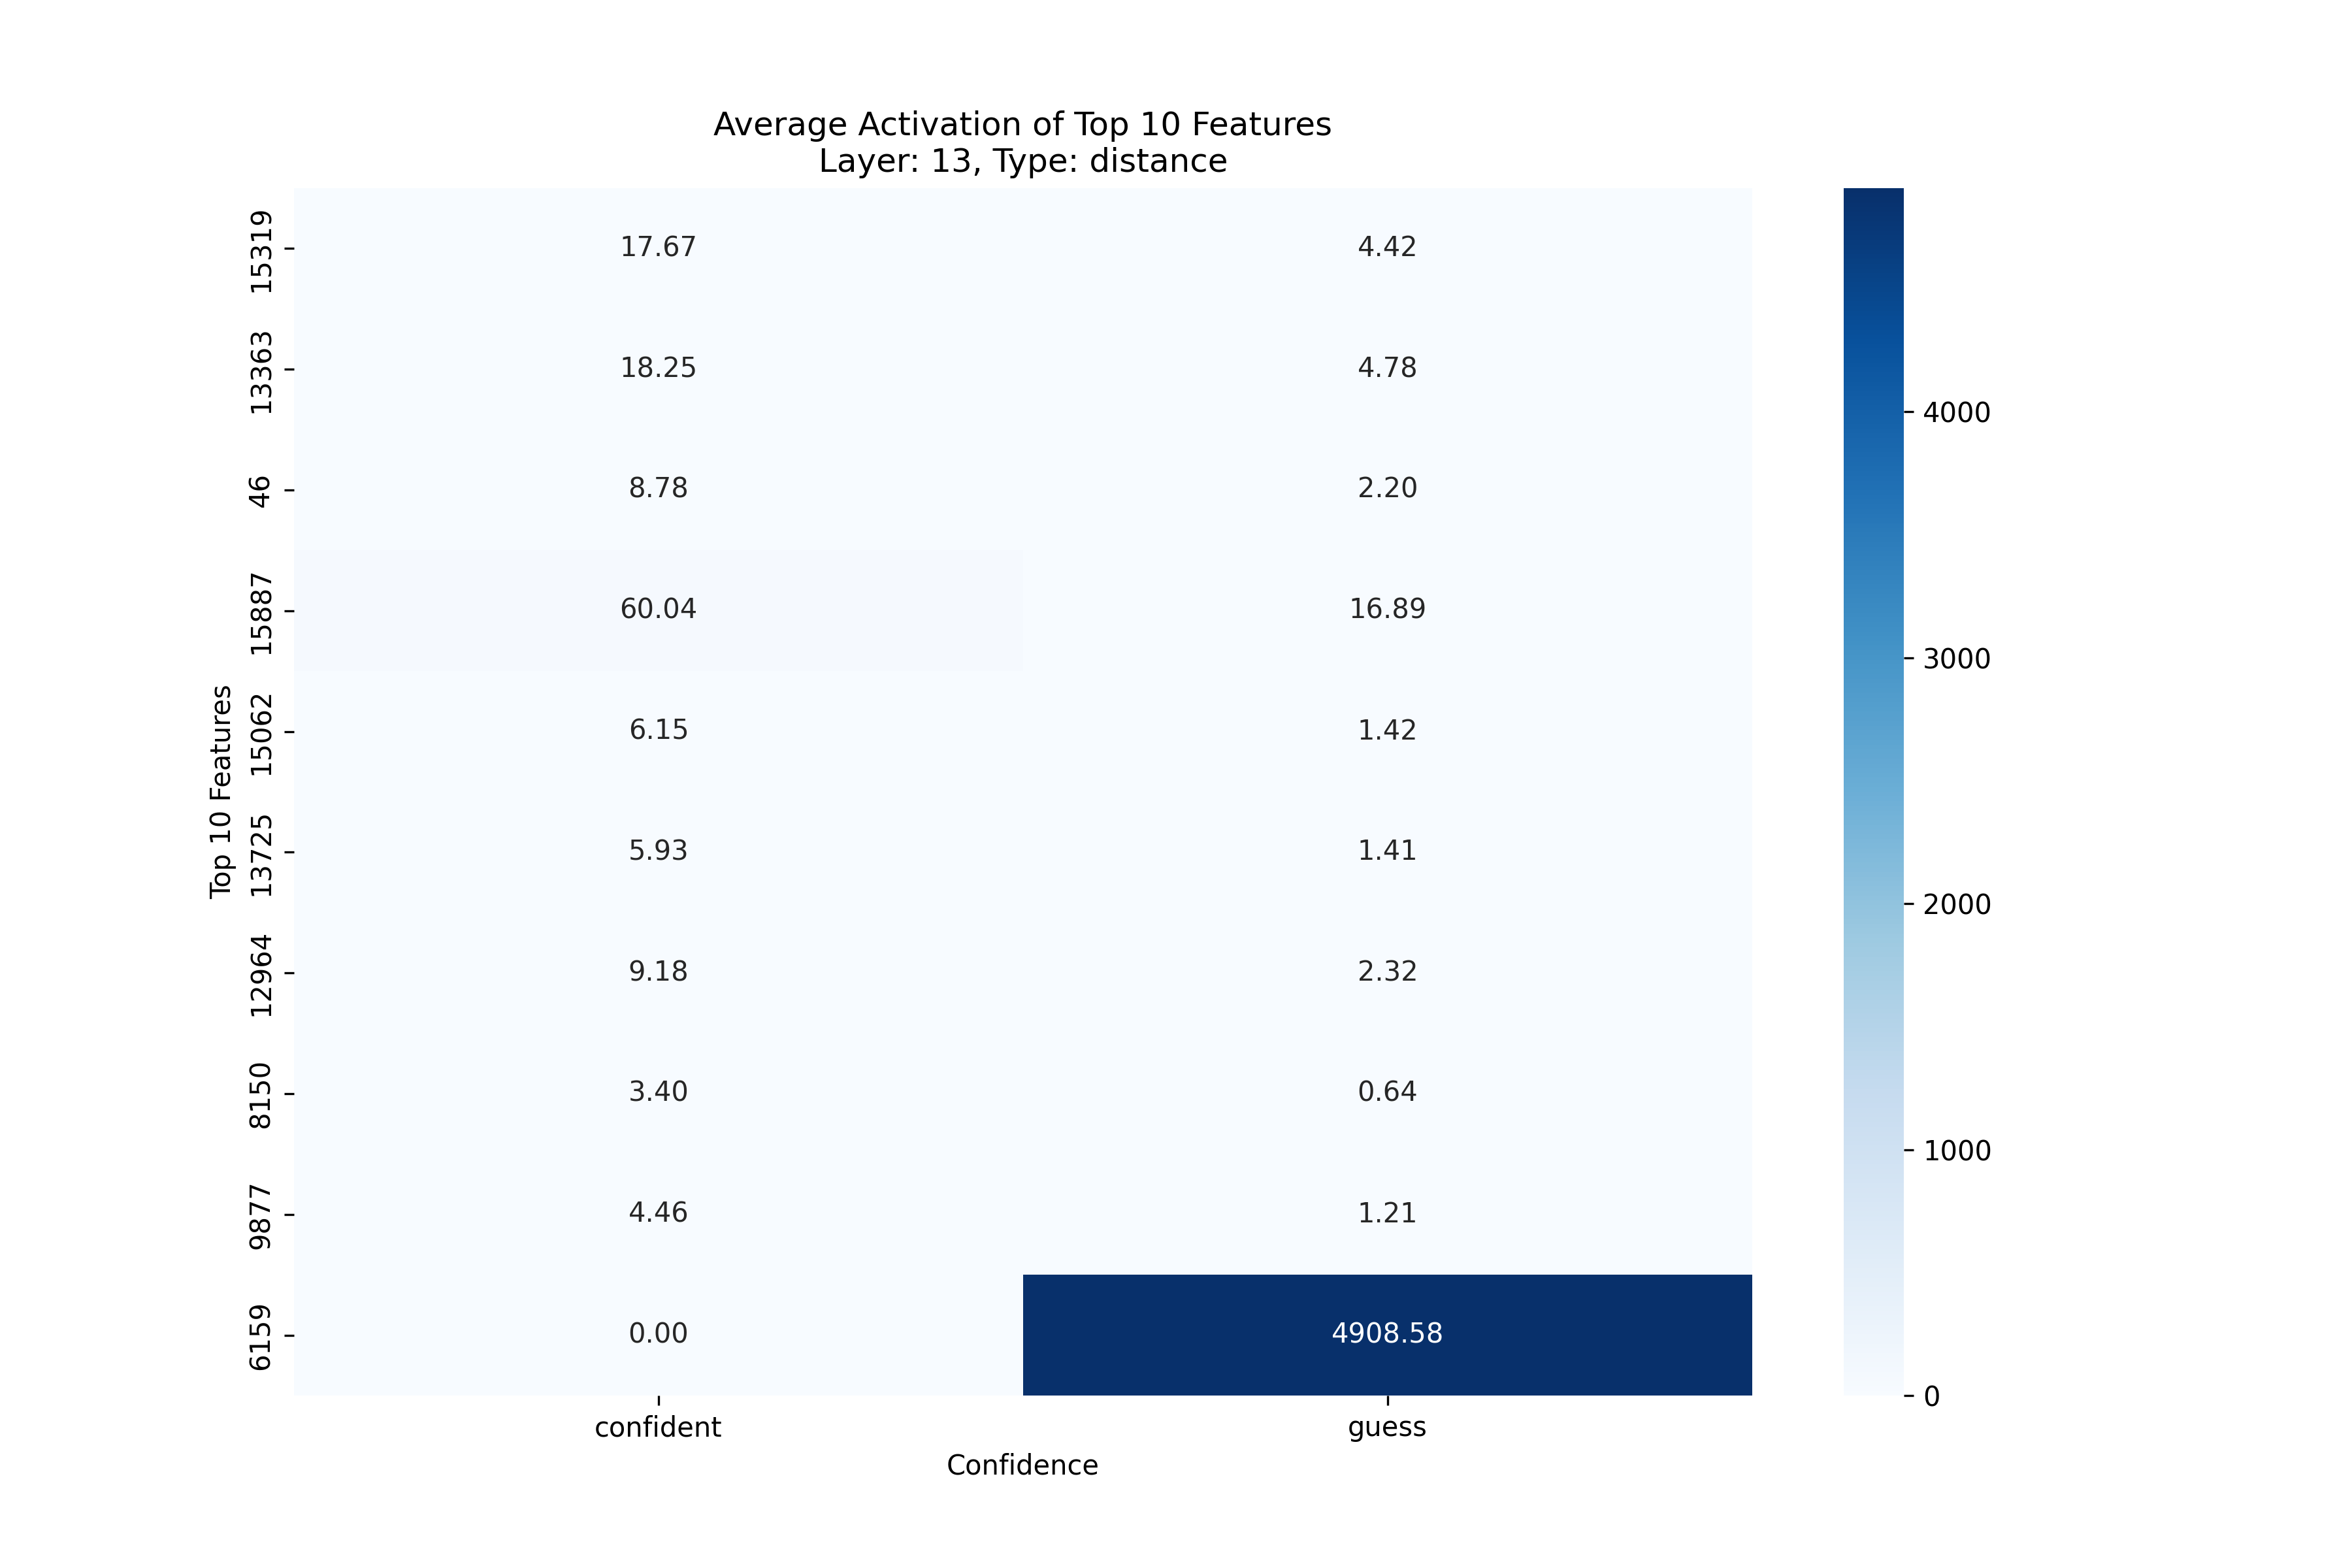 Average Activation of Top 10 Features
Layer: 13, Type: distance
Top 10 Features
15319 17.67 4.42
13363 18.25 4.78
46 8.78 2.20
15887 60.04 16.89
15062 6.15 1.42
13725 5.93 1.41
12964 9.18 2.32
8150 3.40 0.64
9877 4.46 1.21
6159 0.00 4908.58
confident guess
Confidence
4000
3000
2000
1000
0